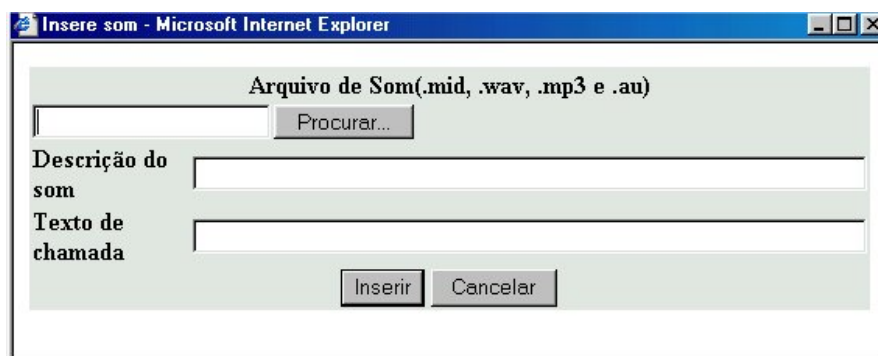 Insere som - Microsoft Internet Explorer
Arquivo de Som(.mid, .wav, .mp3 e .au)
Procurar...
Descrição do
som
Texto de
chamada
Inserir Cancelar